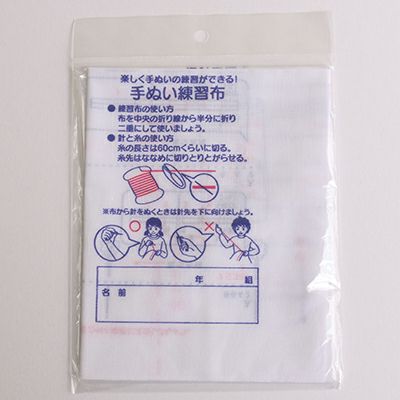 楽しく手ぬいの練習ができる!
手ぬい練習布
●練習布の使い方
布を中央の折り線から半分に折り
二重にして使いましょう。
●針と糸の使い方
糸の長さは60cmくらいに切る。
糸先はななめに切りとりとがらせる。
※布から針をぬくときは針先を下に向けましょう。
○ ×
年 組
名前